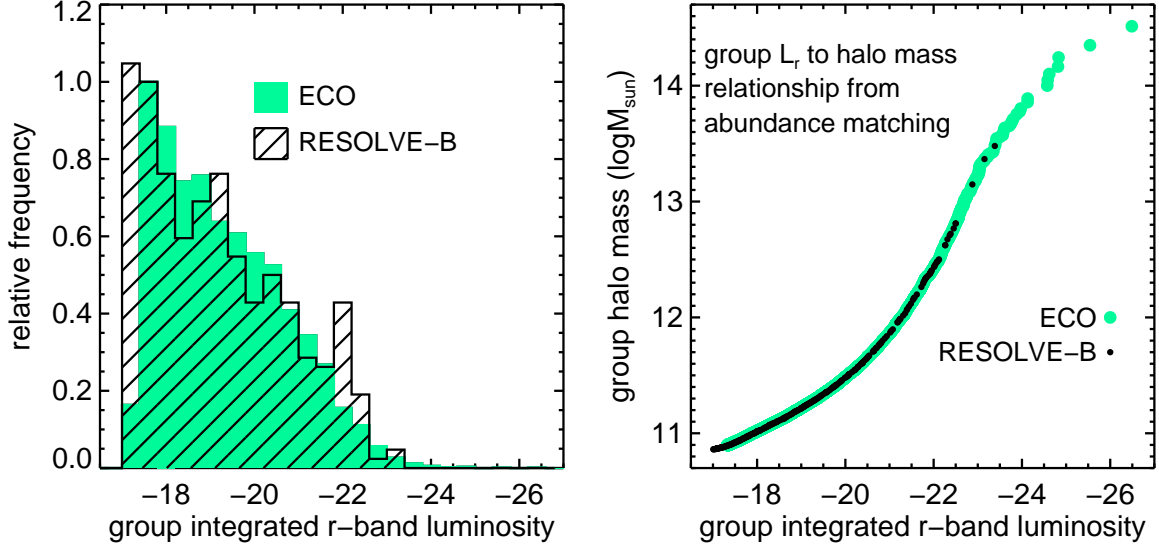 1.2
1.0
0.8
0.6
0.4
0.2
0.0
relative frequency
ECO
RESOLVE−B
−18 −20 −22 −24 −26
group integrated r−band luminosity
14
13
12
11
group halo mass (logM_sun)
group L_r to halo mass
relationship from
abundance matching
ECO
RESOLVE−B
−18 −20 −22 −24 −26
group integrated r−band luminosity